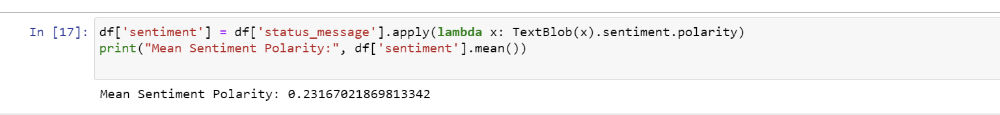 In [17]: df['sentiment'] = df['status_message'].apply(lambda x: TextBlob(x).sentiment.polarity)
print("Mean Sentiment Polarity:", df['sentiment'].mean())
Mean Sentiment Polarity: 0.23167021869813342